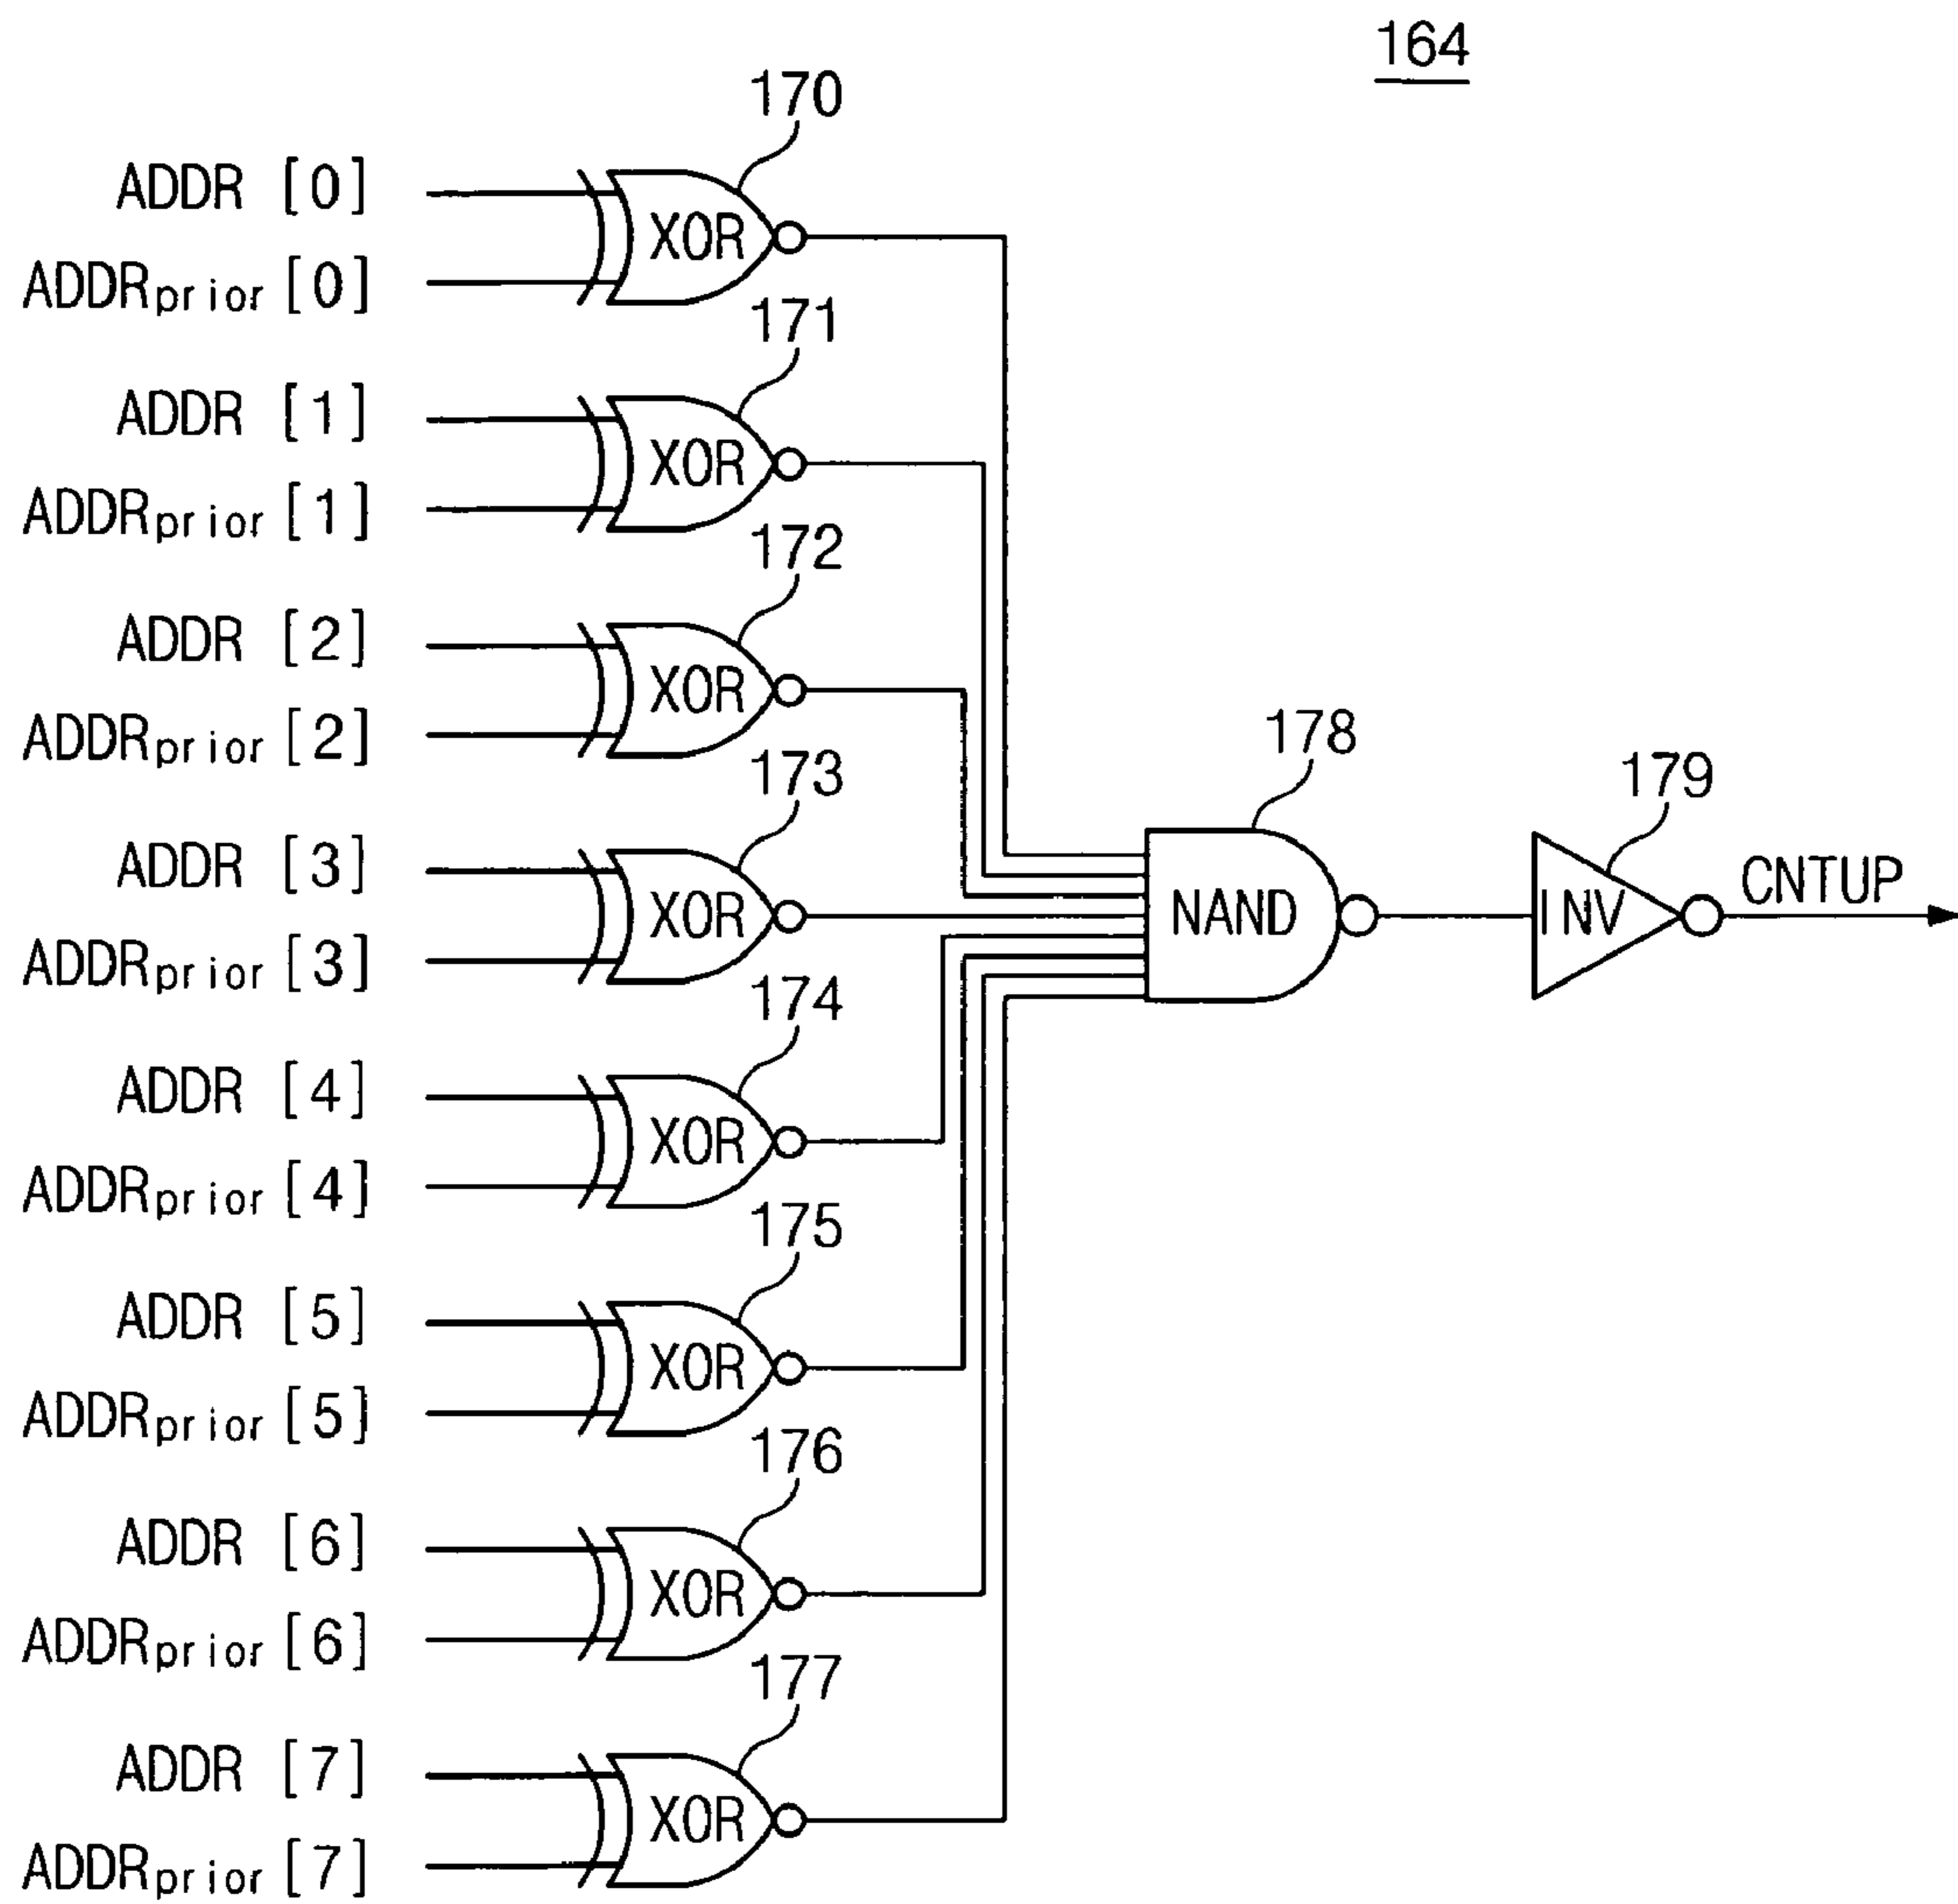 164
170
ADDR [0]
XOR
ADDRprior [0]
171
ADDR [1]
XOR
ADDRprior [1]
172
ADDR [2]
XOR
ADDRprior [2]
173
178
179
ADDR [3]
XOR
NAND
INV
CNTUP
ADDRprior [3]
174
ADDR [4]
XOR
ADDRprior [4]
175
ADDR [5]
XOR
ADDRprior [5]
176
ADDR [6]
XOR
ADDRprior [6]
177
ADDR [7]
XOR
ADDRprior [7]